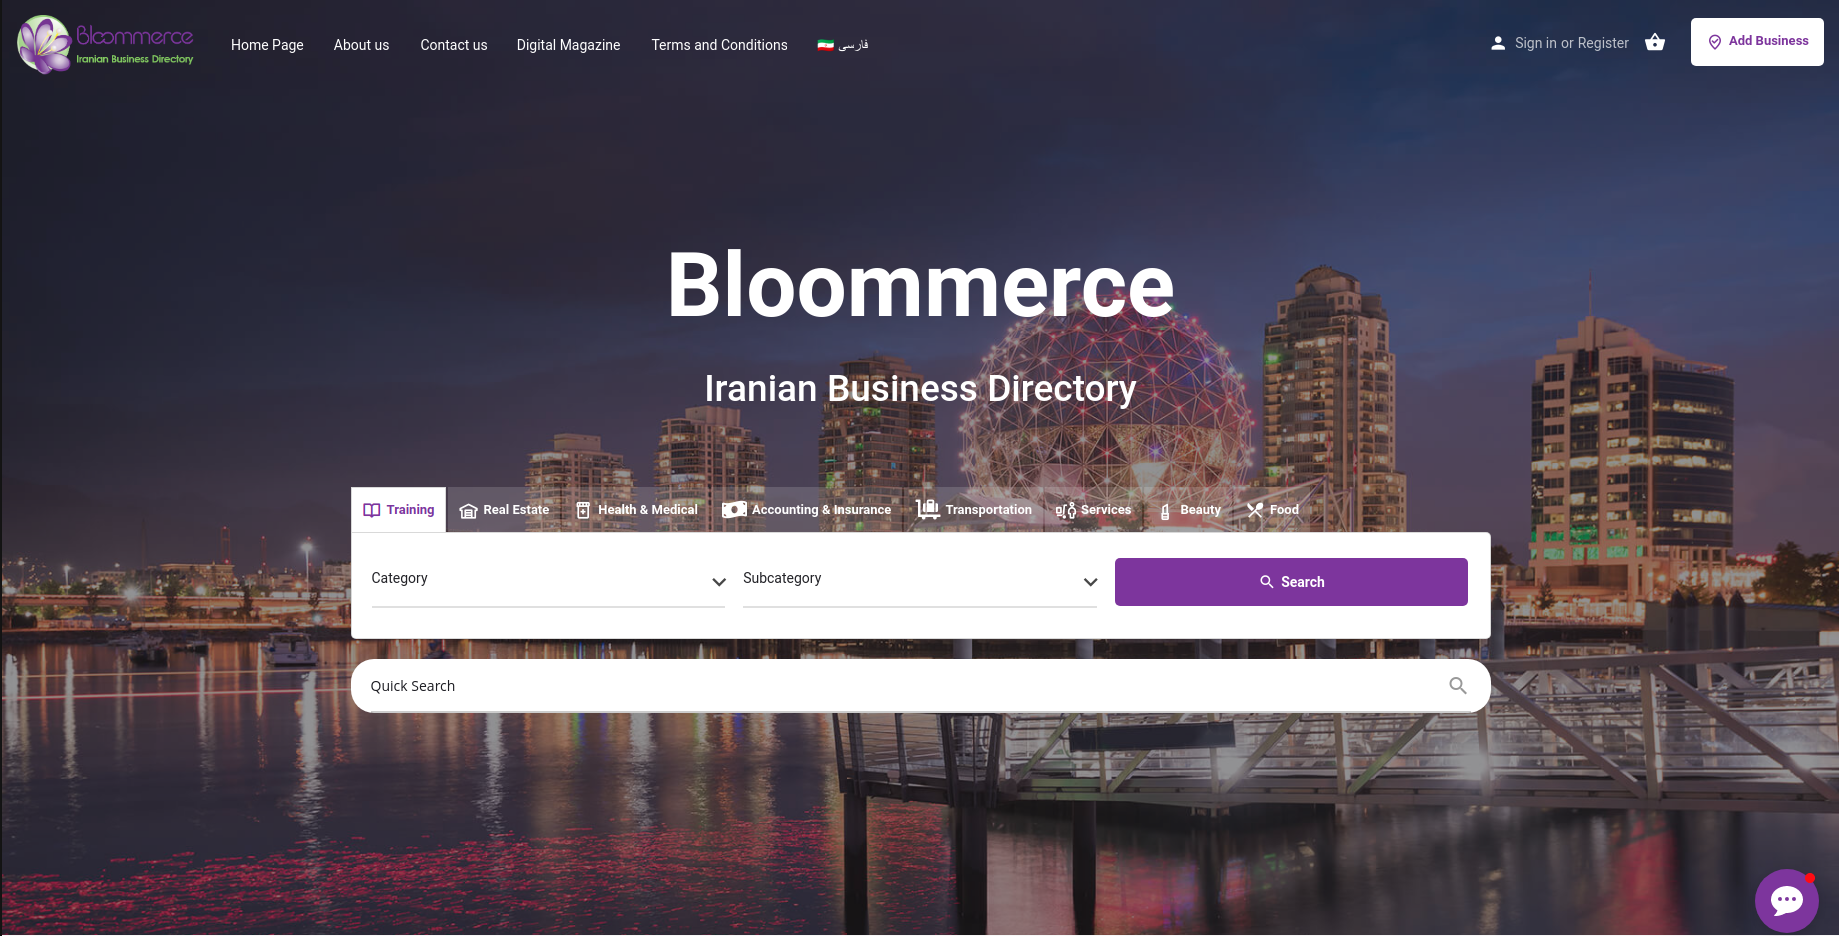 Bloommerce
Iranian Business Directory
Home Page
About us
Contact us
Digital Magazine
Terms and Conditions
فارسی
Sign in or Register
Add Business
Bloommerce
Iranian Business Directory
Training
Real Estate
Health & Medical
Accounting & Insurance
Transportation
Services
Beauty
Food
Category
Subcategory
Search
Quick Search